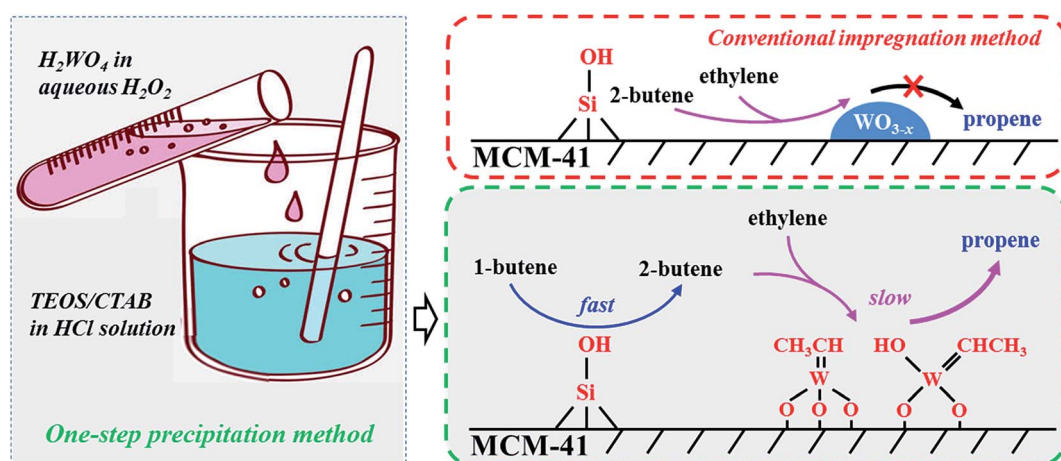 H₂WO₄ in
aqueous H₂O₂
TEOS/CTAB
in HCl solution
One-step precipitation method
Conventional impregnation method
OH
Si
2-butene
ethylene
WO₃₋ₓ
propene
MCM-41
1-butene
2-butene
ethylene
propene
fast
slow
OH
Si
CH₃CH
W
O O O
HO
CHCH₃
W
O O
MCM-41